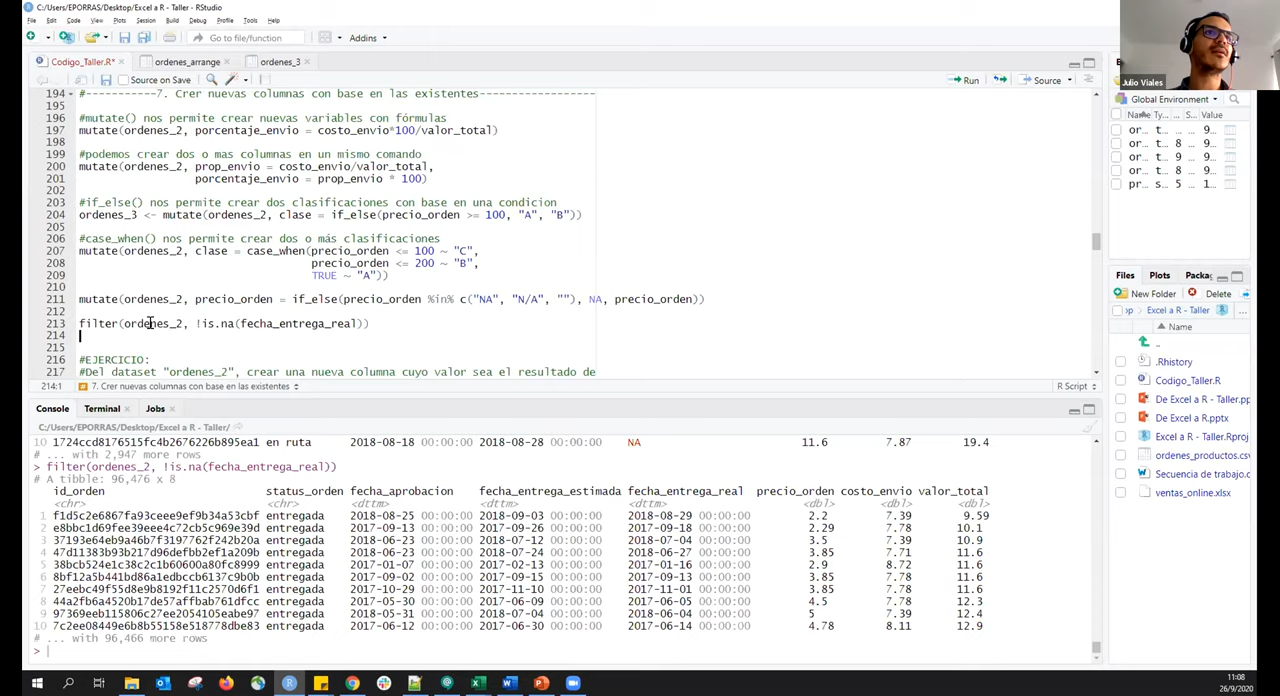 C:/Users/EPORRAS/Desktop/Excel a R - Taller - RStudio
File Edit Code View Plots Session Build Debug Profile Tools Help
Go to file/function
Addins
Codigo_Taller.R*
ordenes_arrange
ordenes_3
Source on Save
Run
Source
194 #-----------7. Crer nuevas columnas con base en las existentes-----------------
195
196 #mutate() nos permite crear nuevas variables con fórmulas
197 mutate(ordenes_2, porcentaje_envio = costo_envio*100/valor_total)
198
199 #podemos crear dos o mas columnas en un mismo comando
200 mutate(ordenes_2, prop_envio = costo_envio/valor_total,
201 porcentaje_envio = prop_envio * 100)
202
203 #if_else() nos permite crear dos clasificaciones con base en una condicion
204 ordenes_3 <- mutate(ordenes_2, clase = if_else(precio_orden >= 100, "A", "B"))
205
206 #case_when() nos permite crear dos o más clasificaciones
207 mutate(ordenes_2, clase = case_when(precio_orden <= 100 ~ "C",
208 precio_orden <= 200 ~ "B",
209 TRUE ~ "A"))
210
211 mutate(ordenes_2, precio_orden = if_else(precio_orden %in% c("NA", "N/A", ""), NA, precio_orden))
212
213 filter(ordenes_2, !is.na(fecha_entrega_real))
214
215
216 #EJERCICIO:
217 #Del dataset "ordenes_2", crear una nueva columna cuyo valor sea el resultado de
214:1 7. Crer nuevas columnas con base en las existentes R Script
Console Terminal Jobs
C:/Users/EPORRAS/Desktop/Excel a R - Taller/
10 1724ccd8176515fc4b2676226b895ea1 en ruta 2018-08-18 00:00:00 2018-08-28 00:00:00 NA 11.6 7.87 19.4
# ... with 2,947 more rows
> filter(ordenes_2, !is.na(fecha_entrega_real))
# A tibble: 96,476 x 8
id_orden status_orden fecha_aprobacion fecha_entrega_estimada fecha_entrega_real precio_orden costo_envio valor_total
<chr> <chr> <dttm> <dttm> <dttm> <dbl> <dbl> <dbl>
1 f1d5c2e6867fa93ceee9ef9b34a53cbf entregada 2018-08-25 00:00:00 2018-09-03 00:00:00 2018-08-29 00:00:00 2.2 7.39 9.59
2 e8bbc1d69fee39eee4c72cb5c969e39d entregada 2017-09-13 00:00:00 2017-09-26 00:00:00 2017-09-18 00:00:00 2.29 7.78 10.1
3 37193e64eb9a46b7f3197762f242b20a entregada 2018-06-23 00:00:00 2018-07-12 00:00:00 2018-07-04 00:00:00 3.5 7.39 10.9
4 47d11383b93b217d96defbb2ef1a209b entregada 2018-06-23 00:00:00 2018-07-24 00:00:00 2018-06-27 00:00:00 3.85 7.71 11.6
5 38bcb524e1c38c2c1b60600a80fc8999 entregada 2017-01-07 00:00:00 2017-02-13 00:00:00 2017-01-16 00:00:00 2.9 8.72 11.6
6 8bf12a5b441bd86a1edbccb6137c9b0b entregada 2017-09-02 00:00:00 2017-09-15 00:00:00 2017-09-13 00:00:00 3.85 7.78 11.6
7 27eebc49f55d8e9b8192f11c2570d6f1 entregada 2017-10-29 00:00:00 2017-11-10 00:00:00 2017-11-01 00:00:00 3.85 7.78 11.6
8 44a2fb6a4520b17de57affbab761dfcc entregada 2017-05-30 00:00:00 2017-06-09 00:00:00 2017-06-05 00:00:00 4.5 7.78 12.3
9 97369eeb115806c27ee2054105eabe97 entregada 2018-05-31 00:00:00 2018-07-04 00:00:00 2018-06-04 00:00:00 5 7.39 12.4
10 7c2ee08449e6b8b55158e518778dbe83 entregada 2017-06-12 00:00:00 2017-06-30 00:00:00 2017-06-14 00:00:00 4.78 8.11 12.9
# ... with 96,466 more rows
>
Julio Viales
Global Environment
Name Ty... ... S... Value
or... t... 9...
or... t... 8 9...
or... t... 9 9...
or... t... 8 9...
pr... s... 5 1...
Files Plots Packa
New Folder Delete
op Excel a R - Taller
Name
..
.Rhistory
Codigo_Taller.R
De Excel a R - Taller.pp
De Excel a R.pptx
Excel a R - Taller.Rproj
ordenes_productos.csv
Secuencia de trabajo.c
ventas_online.xlsx
11:08
26/9/2020